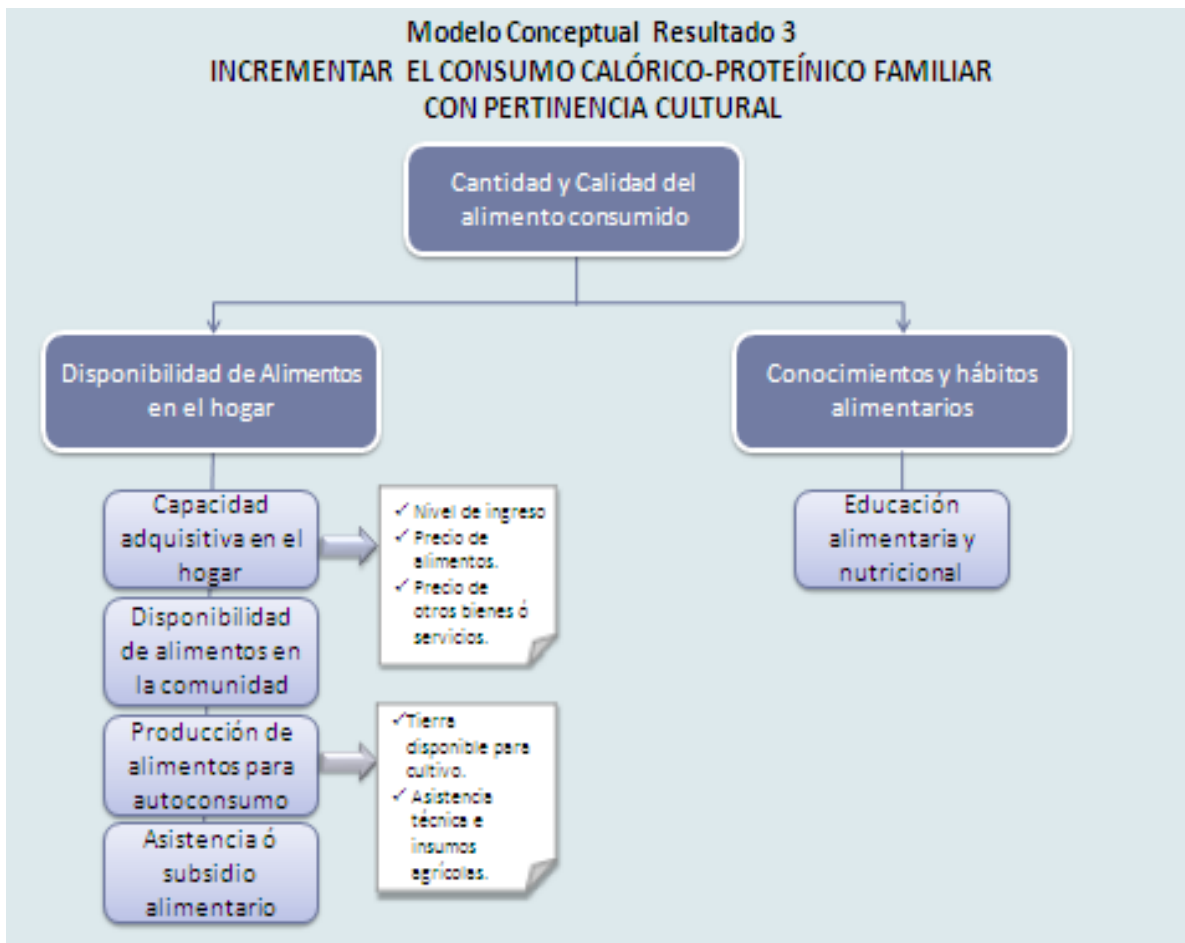 Modelo Conceptual Resultado 3
INCREMENTAR EL CONSUMO CALÓRICO-PROTEÍNICO FAMILIAR
CON PERTINENCIA CULTURAL
Cantidad y Calidad del
alimento consumido
Disponibilidad de Alimentos
en el hogar
Conocimientos y hábitos
alimentarios
Capacidad
adquisitiva en el
hogar
✓ Nivel de ingreso
✓ Precio de
alimentos.
✓ Precio de
otros bienes ó
servicios.
Educación
alimentaria y
nutricional
Disponibilidad
de alimentos en
la comunidad
Producción de
alimentos para
autoconsumo
✓Tierra
disponible para
cultivo.
✓ Asistencia
técnica e
insumos
agrícolas.
Asistencia ó
subsidio
alimentario